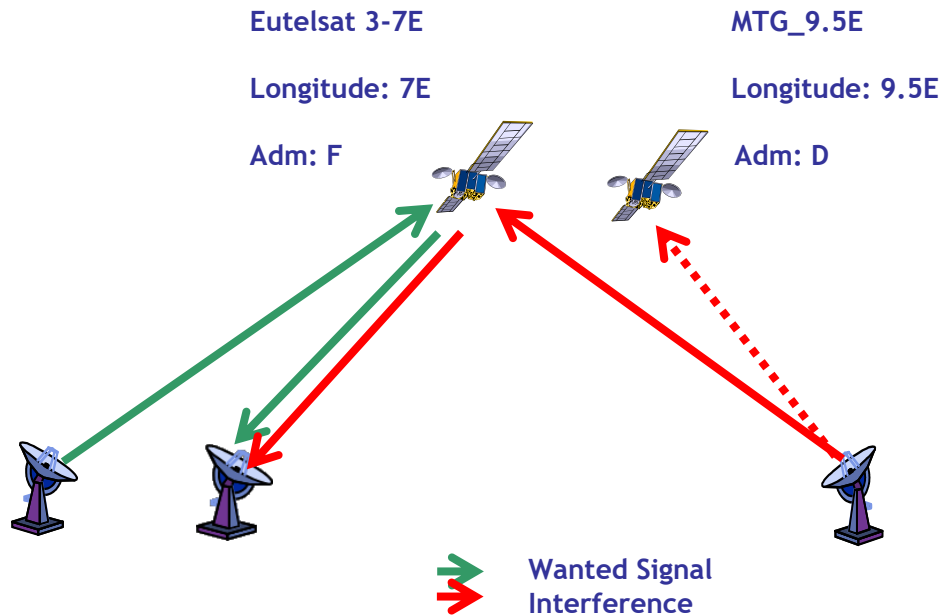 Eutelsat 3-7E
Longitude: 7E
Adm: F
MTG_9.5E
Longitude: 9.5E
Adm: D
Wanted Signal
Interference